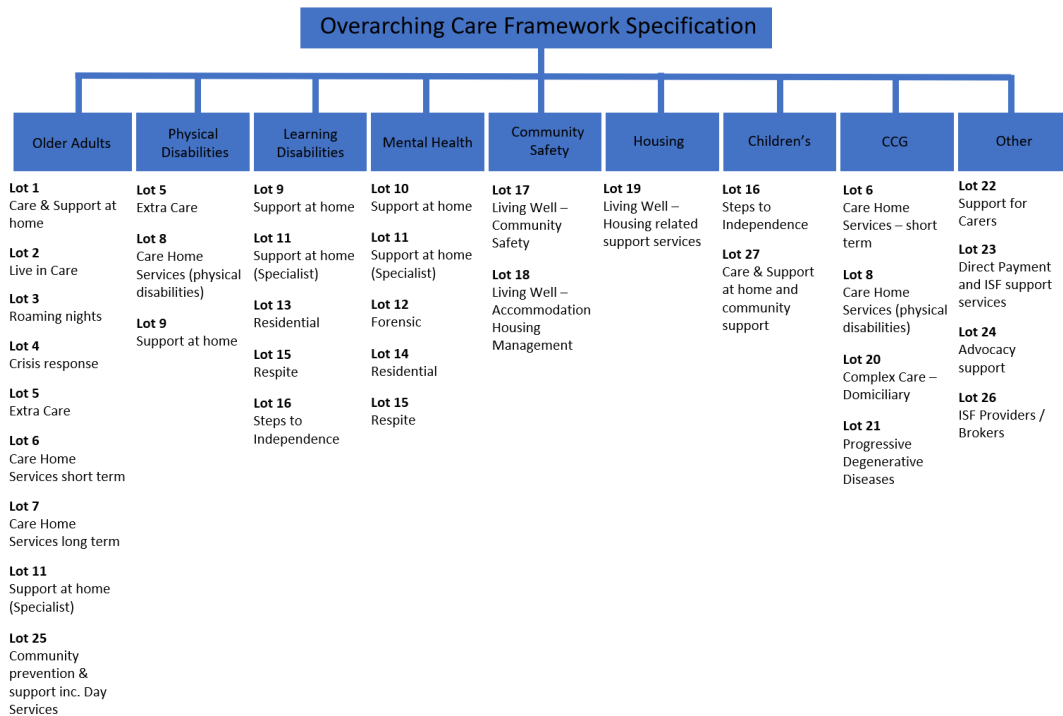 Overarching Care Framework Specification
Older Adults
Lot 1
Care & Support at
home
Lot 2
Live in Care
Lot 3
Roaming nights
Lot 4
Crisis response
Lot 5
Extra Care
Lot 6
Care Home
Services short term
Lot 7
Care Home
Services long term
Lot 11
Support at home
(Specialist)
Lot 25
Community
prevention &
support inc. Day
Services
Physical
Disabilities
Lot 5
Extra Care
Lot 8
Care Home
Services (physical
disabilities)
Lot 9
Support at home
Learning
Disabilities
Lot 9
Support at home
Lot 11
Support at home
(Specialist)
Lot 13
Residential
Lot 15
Respite
Lot 16
Steps to
Independence
Mental Health
Lot 10
Support at home
Lot 11
Support at home
(Specialist)
Lot 12
Forensic
Lot 14
Residential
Lot 15
Respite
Community
Safety
Lot 17
Living Well –
Community
Safety
Lot 18
Living Well –
Accommodation
Housing
Management
Housing
Lot 19
Living Well –
Housing related
support services
Children’s
Lot 16
Steps to
Independence
Lot 27
Care & Support
at home and
community
support
CCG
Lot 6
Care Home
Services – short
term
Lot 8
Care Home
Services (physical
disabilities)
Lot 20
Complex Care –
Domiciliary
Lot 21
Progressive
Degenerative
Diseases
Other
Lot 22
Support for
Carers
Lot 23
Direct Payment
and ISF support
services
Lot 24
Advocacy
support
Lot 26
ISF Providers /
Brokers